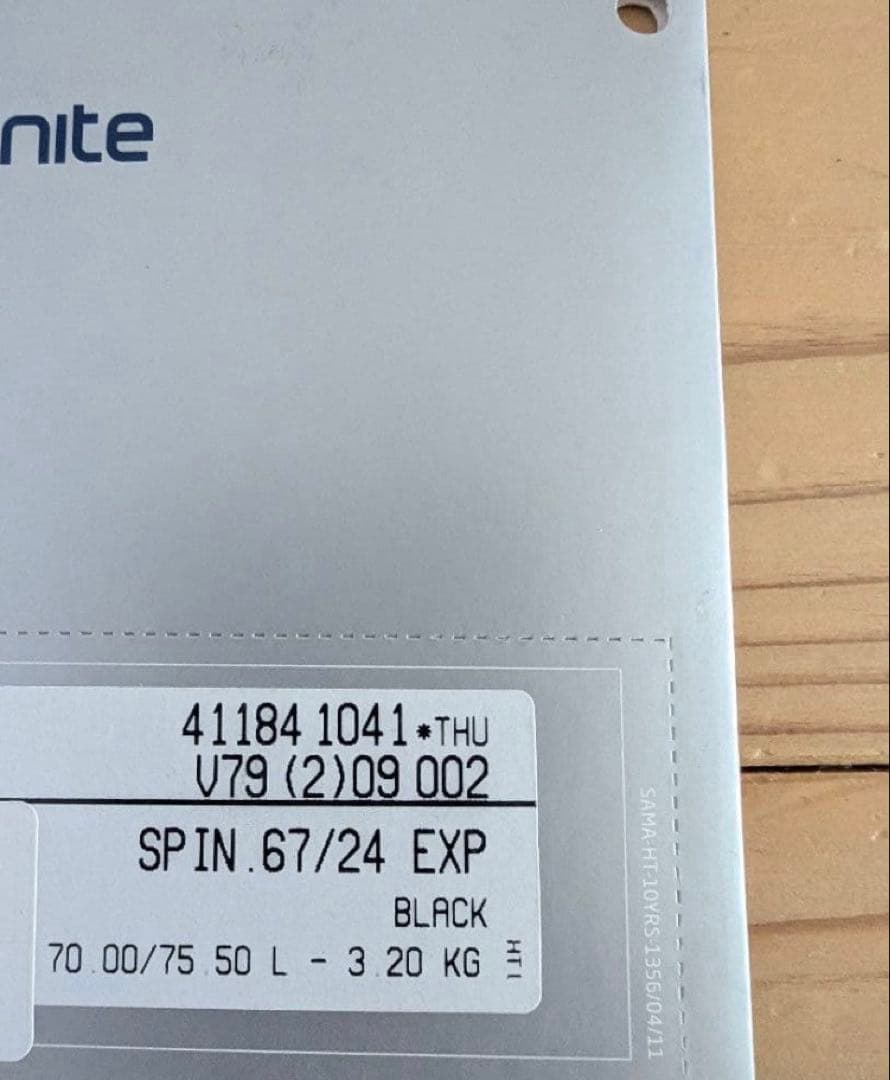 nite
41184 1041*THU
V79 (2)09 002
SPIN.67/24 EXP
BLACK
70.00/75.50 L - 3.20 KG HTI
SAMA-HT-10YRS-1356/04/11